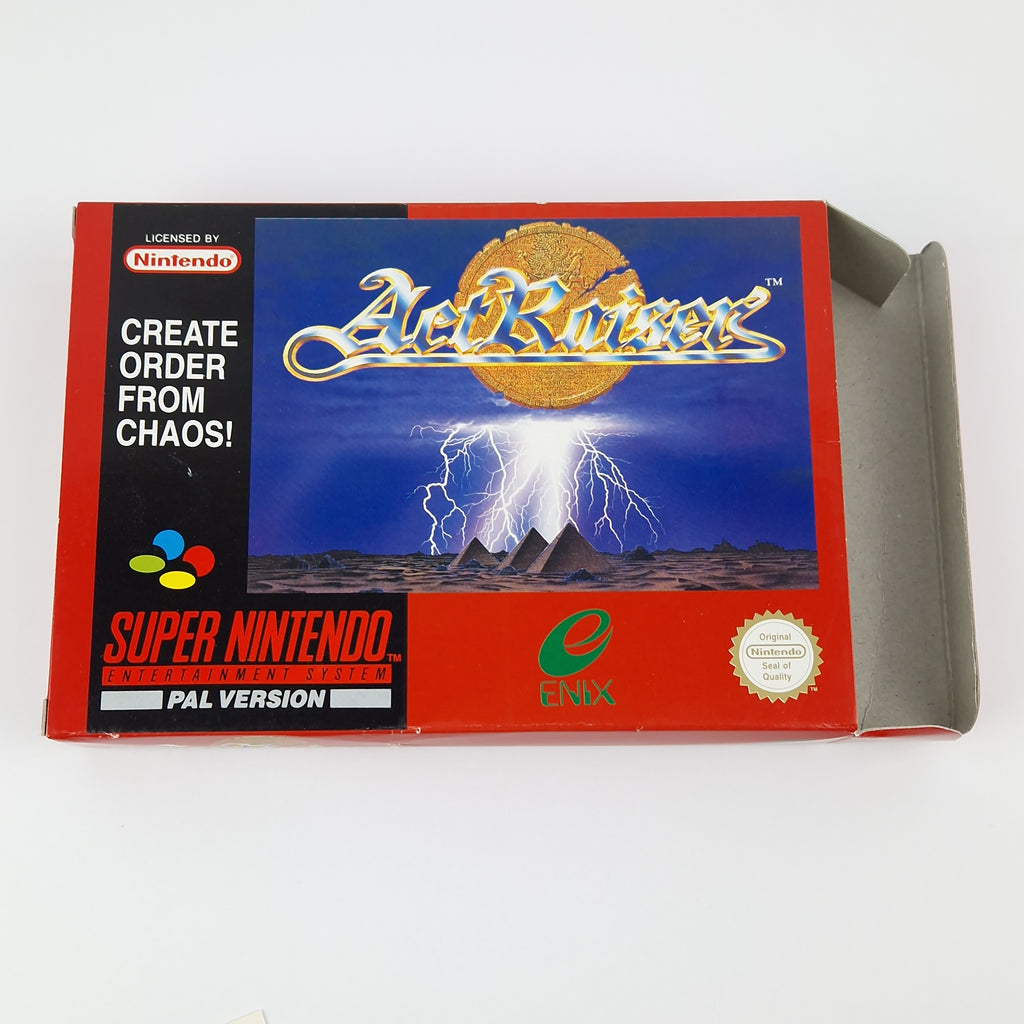 LICENSED BY
Nintendo
CREATE
ORDER
FROM
CHAOS!
ActRaiser™
SUPER NINTENDO™
ENTERTAINMENT SYSTEM
PAL VERSION
e
ENIX
Original
Nintendo
Seal of
Quality
™